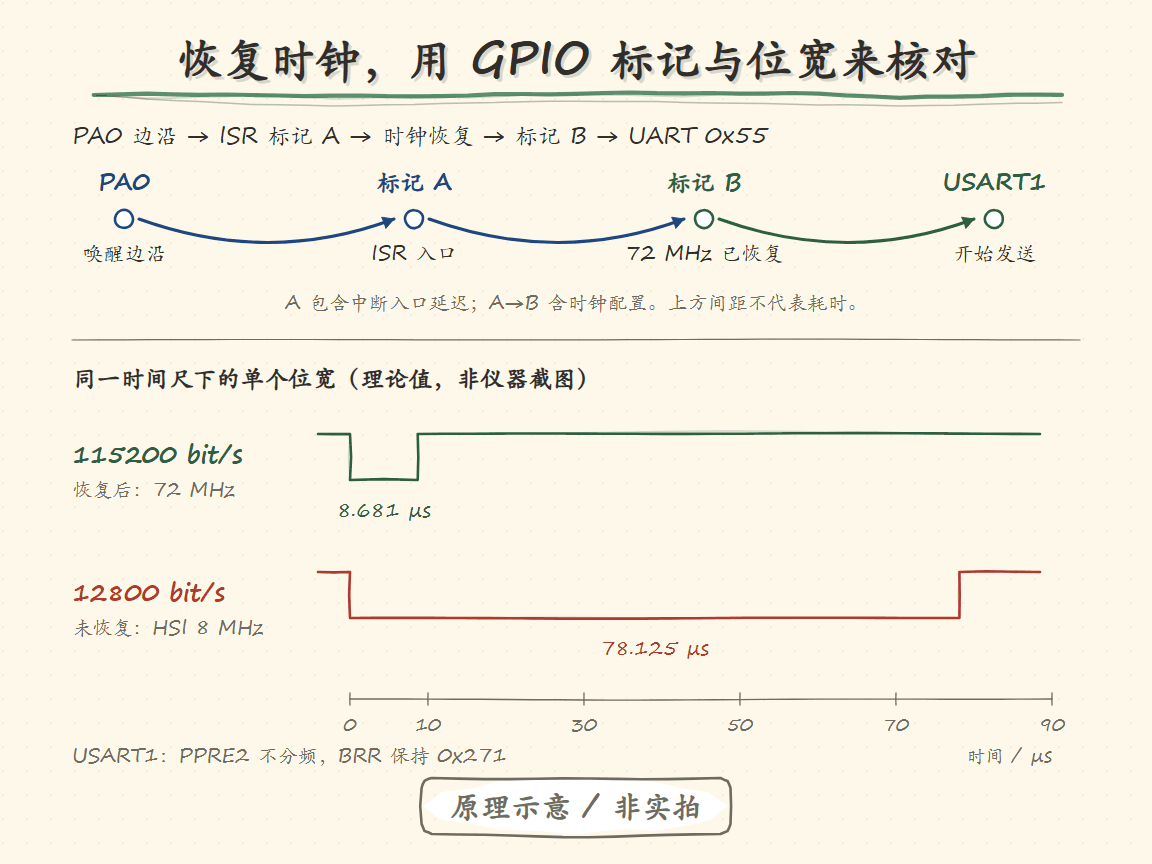 恢复时钟，用 GPIO 标记与位宽来核对
PA0 边沿 → ISR 标记 A → 时钟恢复 → 标记 B → UART 0x55
PA0 标记 A 标记 B USART1
唤醒边沿 ISR 入口 72 MHz 已恢复 开始发送
A 包含中断入口延迟；A→B 含时钟配置。上方间距不代表耗时。
同一时间尺下的单个位宽（理论值，非仪器截图）
115200 bit/s
恢复后：72 MHz
8.681 μs
12800 bit/s
未恢复：HSI 8 MHz
78.125 μs
0 10 30 50 70 90
USART1：PPRE2 不分频，BRR 保持 0x271 时间 / μs
原理示意 / 非实拍